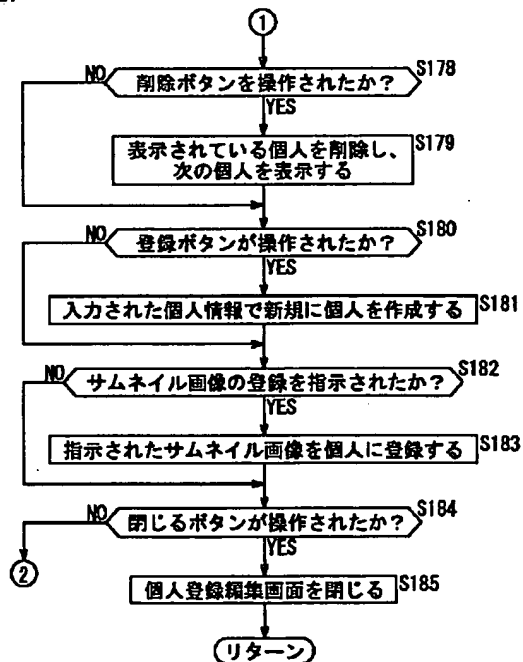 ①
NO
削除ボタンを操作されたか？
S178
YES
表示されている個人を削除し、
次の個人を表示する
S179
NO
登録ボタンが操作されたか？
S180
YES
入力された個人情報で新規に個人を作成する
S181
NO
サムネイル画像の登録を指示されたか？
S182
YES
指示されたサムネイル画像を個人に登録する
S183
NO
閉じるボタンが操作されたか？
S184
YES
②
個人登録編集画面を閉じる
S185
リターン